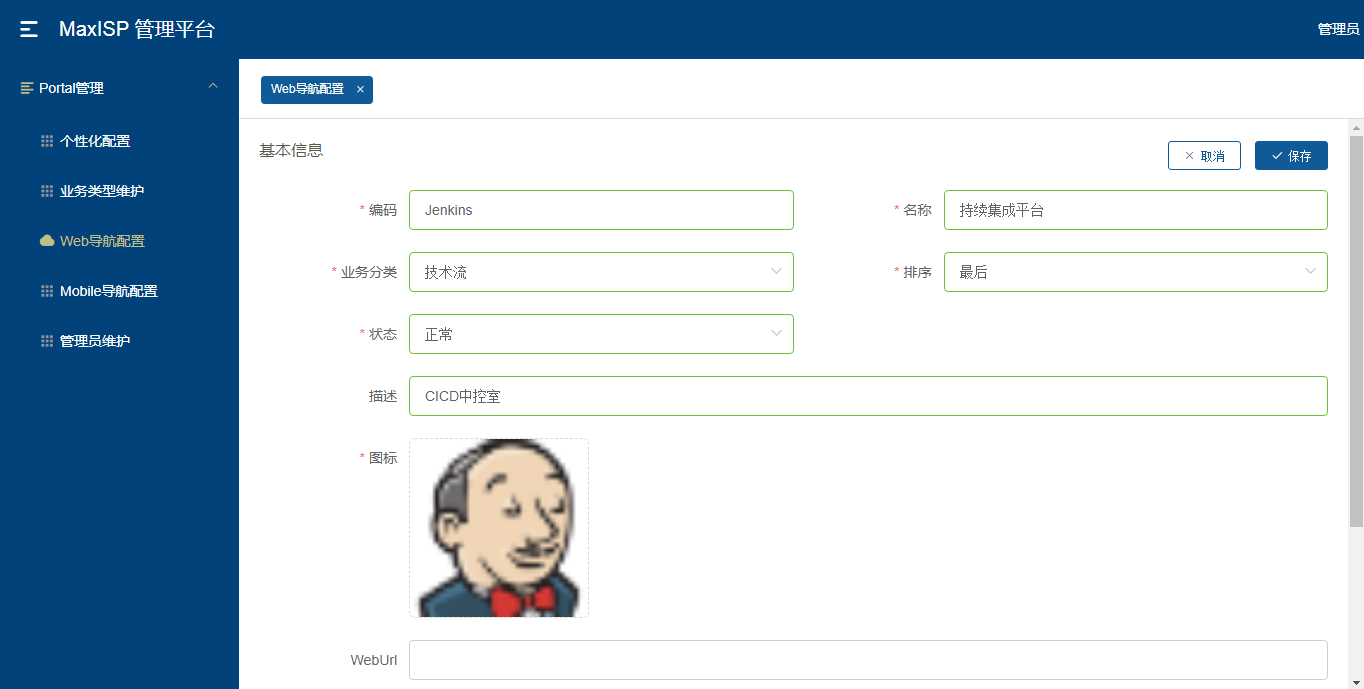 MaxISP 管理平台
管理员
Portal管理
个性化配置
业务类型维护
Web导航配置
Mobile导航配置
管理员维护
Web导航配置 ×
基本信息
× 取消
✓ 保存
* 编码 Jenkins
* 名称 持续集成平台
* 业务分类 技术流
* 排序 最后
* 状态 正常
描述 CICD中控室
* 图标
WebUrl